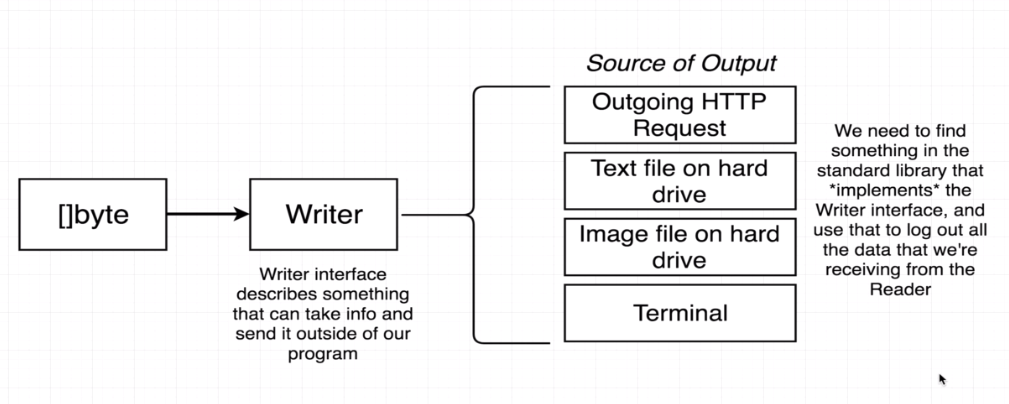 Source of Output
Outgoing HTTP
Request
Text file on hard
drive
Image file on hard
drive
Terminal
[]byte
Writer
Writer interface
describes something
that can take info and
send it outside of our
program
We need to find
something in the
standard library that
*implements* the
Writer interface, and
use that to log out all
the data that we're
receiving from the
Reader